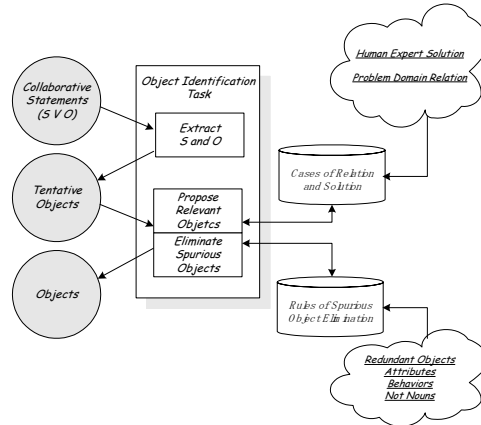 Human Expert Solution
Problem Domain Relation
Collaborative
Statements
(S V O)
Object Identification
Task
Extract
S and O
Tentative
Objects
Cases of Relation
and Solution
Propose
Relevant
Objetcs
Eliminate
Spurious
Objects
Objects
Rules of Spurious
Object Elimination
Redundant Objects
Attributes
Behaviors
Not Nouns